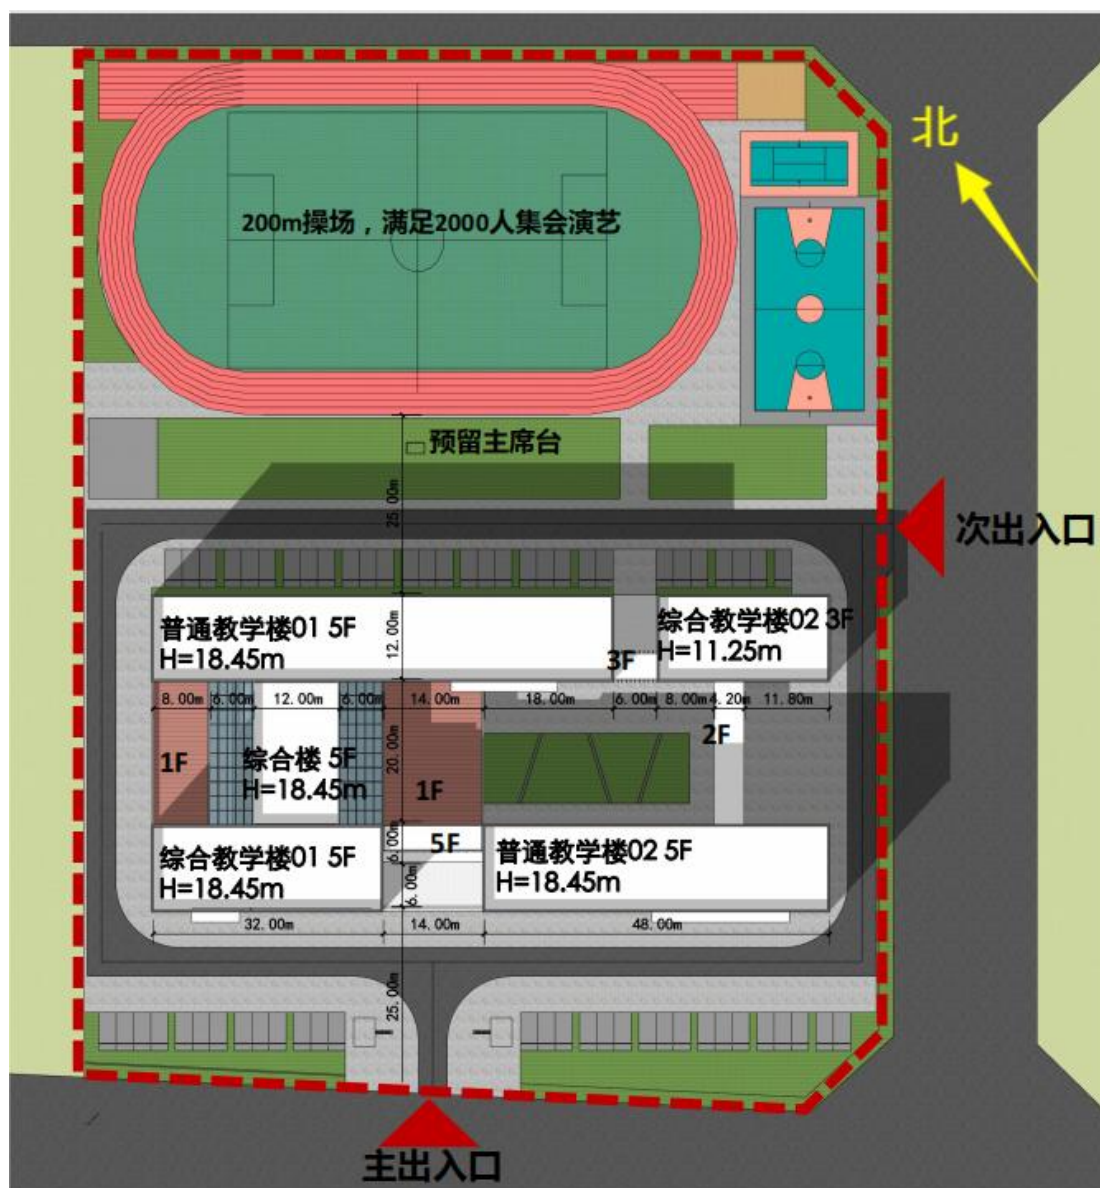 北
200m操场，满足2000人集会演艺
预留主席台
25.00m
次出入口
普通教学楼01 5F
H=18.45m
12.00m
3F
综合教学楼02 3F
H=11.25m
8.00m
6.00m
12.00m
6.00m
14.00m
18.00m
6.00m
8.00m
4.20m
11.80m
1F
综合楼 5F
H=18.45m
20.00m
1F
2F
综合教学楼01 5F
H=18.45m
6.00m
5F
6.00m
普通教学楼02 5F
H=18.45m
32.00m
14.00m
48.00m
25.00m
主出入口